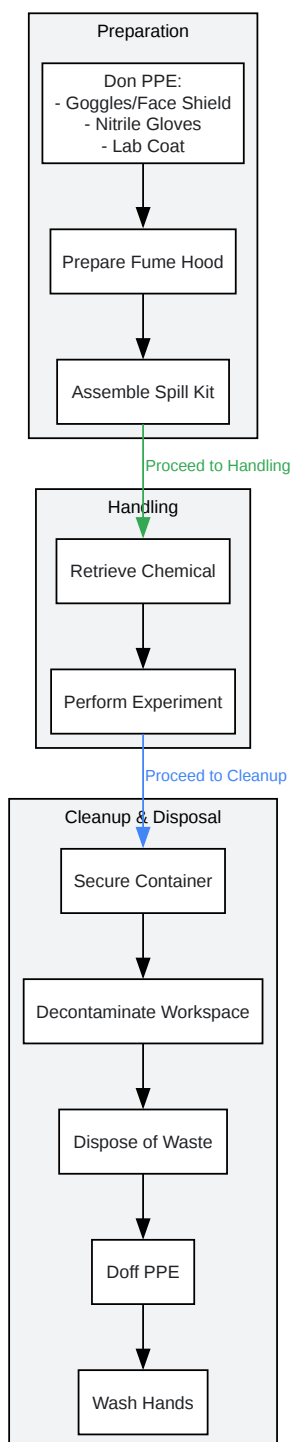 Preparation
Don PPE:
- Goggles/Face Shield
- Nitrile Gloves
- Lab Coat
Prepare Fume Hood
Assemble Spill Kit
Proceed to Handling
Handling
Retrieve Chemical
Perform Experiment
Proceed to Cleanup
Cleanup & Disposal
Secure Container
Decontaminate Workspace
Dispose of Waste
Doff PPE
Wash Hands